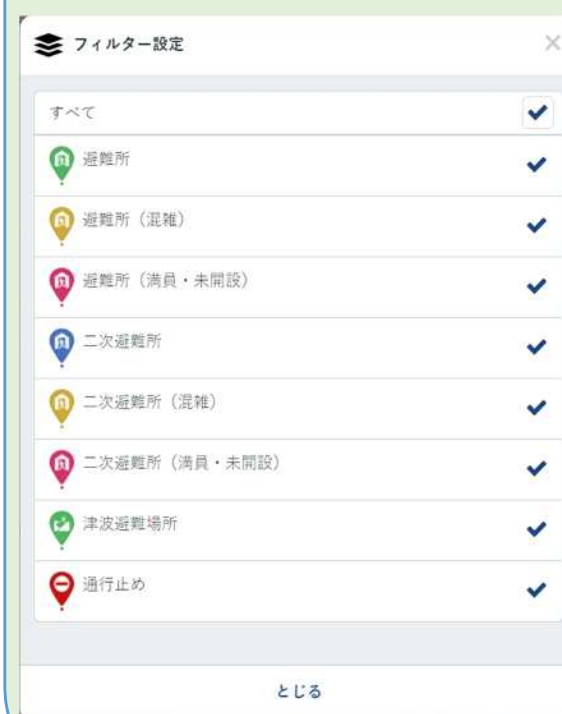 フィルター設定
すべて
避難所
避難所（混雑）
避難所（満員・未開設）
二次避難所
二次避難所（混雑）
二次避難所（満員・未開設）
津波避難場所
通行止め
とじる